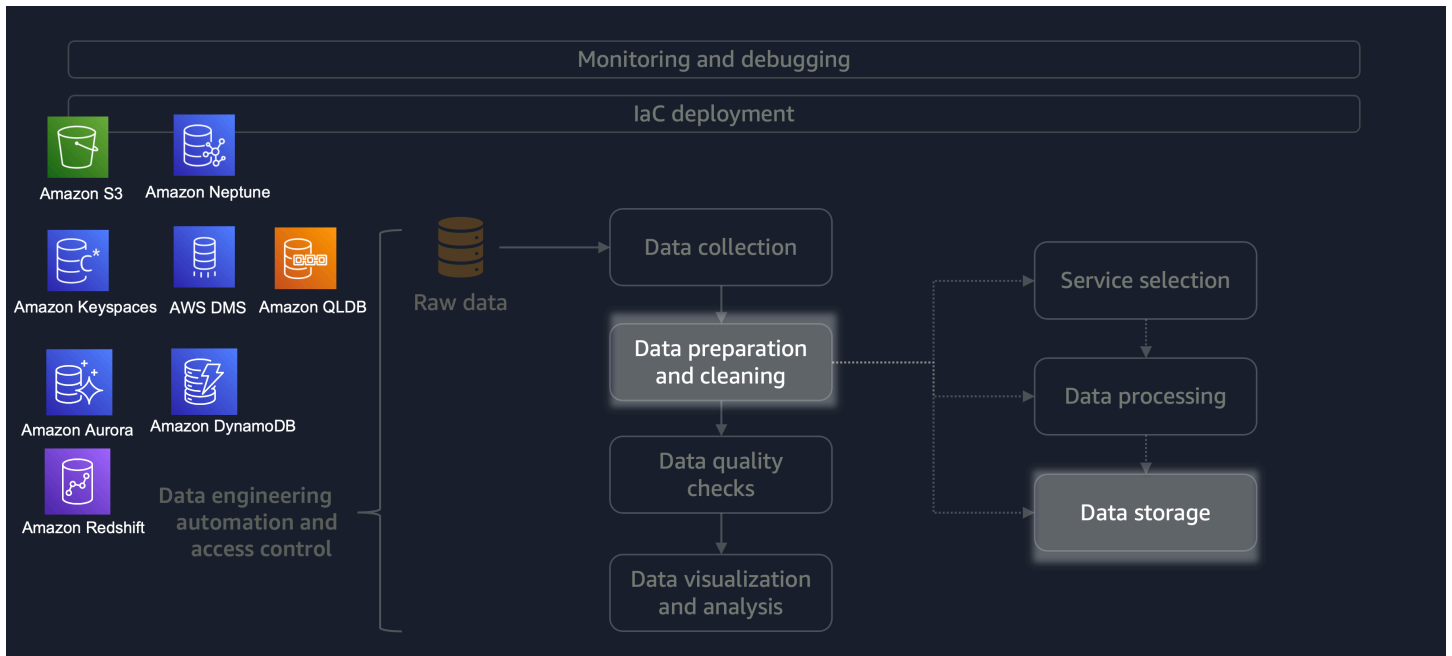 Monitoring and debugging
IaC deployment
Amazon S3
Amazon Neptune
Amazon Keyspaces
AWS DMS
Amazon QLDB
Amazon Aurora
Amazon DynamoDB
Amazon Redshift
Data engineering
automation and
access control
Raw data
Data collection
Data preparation
and cleaning
Data quality
checks
Data visualization
and analysis
Service selection
Data processing
Data storage